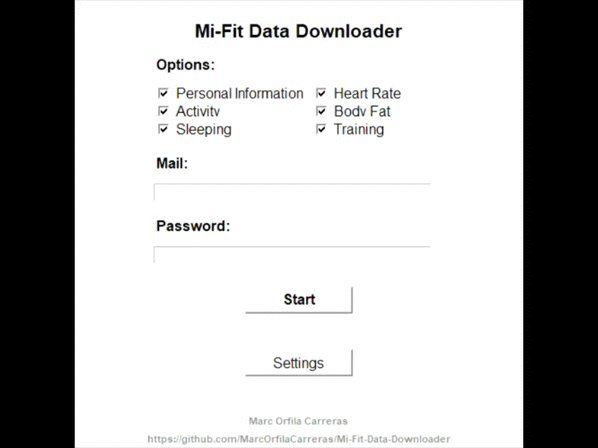 Mi-Fit Data Downloader
Options:
Personal Information Heart Rate
Activity Body Fat
Sleeping Training
Mail:
Password:
Start
Settings
Marc Orfila Carreras
https://github.com/MarcOrfilaCarreras/Mi-Fit-Data-Downloader